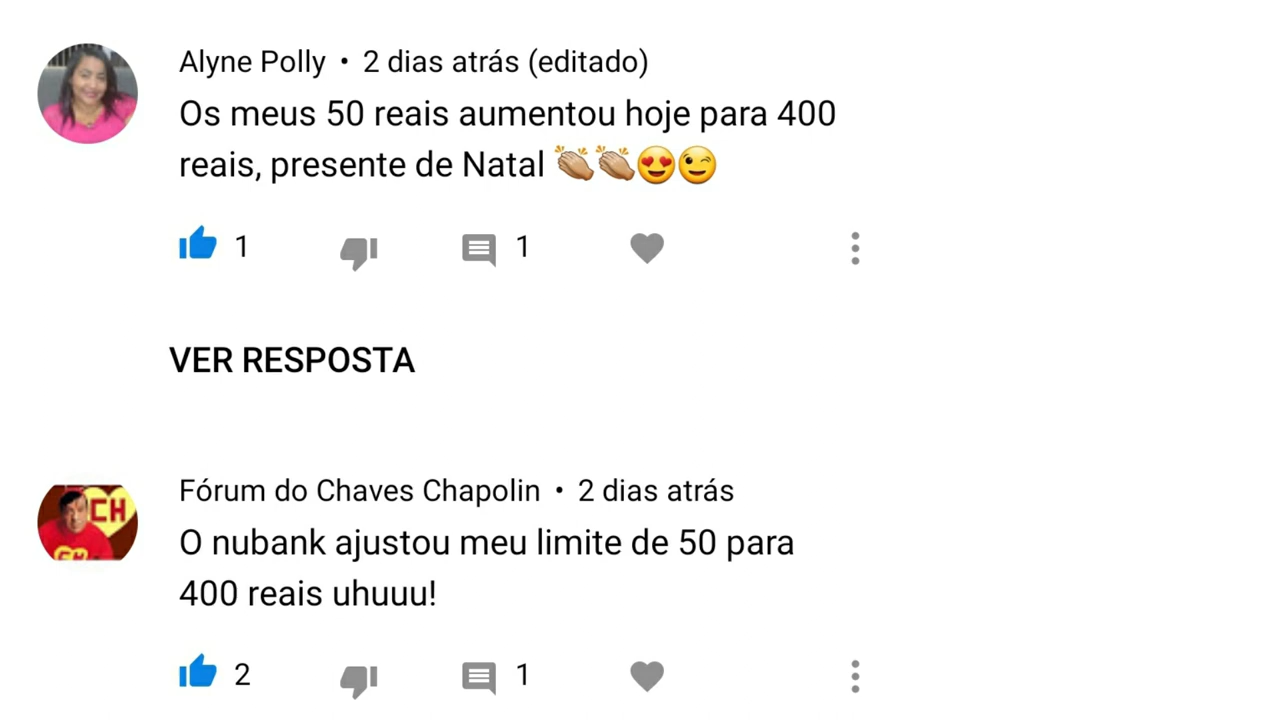 Alyne Polly • 2 dias atrás (editado)
Os meus 50 reais aumentou hoje para 400
reais, presente de Natal 👏🏼👏🏼😍😉
1 1
VER RESPOSTA
CH
CH
Fórum do Chaves Chapolin • 2 dias atrás
O nubank ajustou meu limite de 50 para
400 reais uhuuu!
2 1